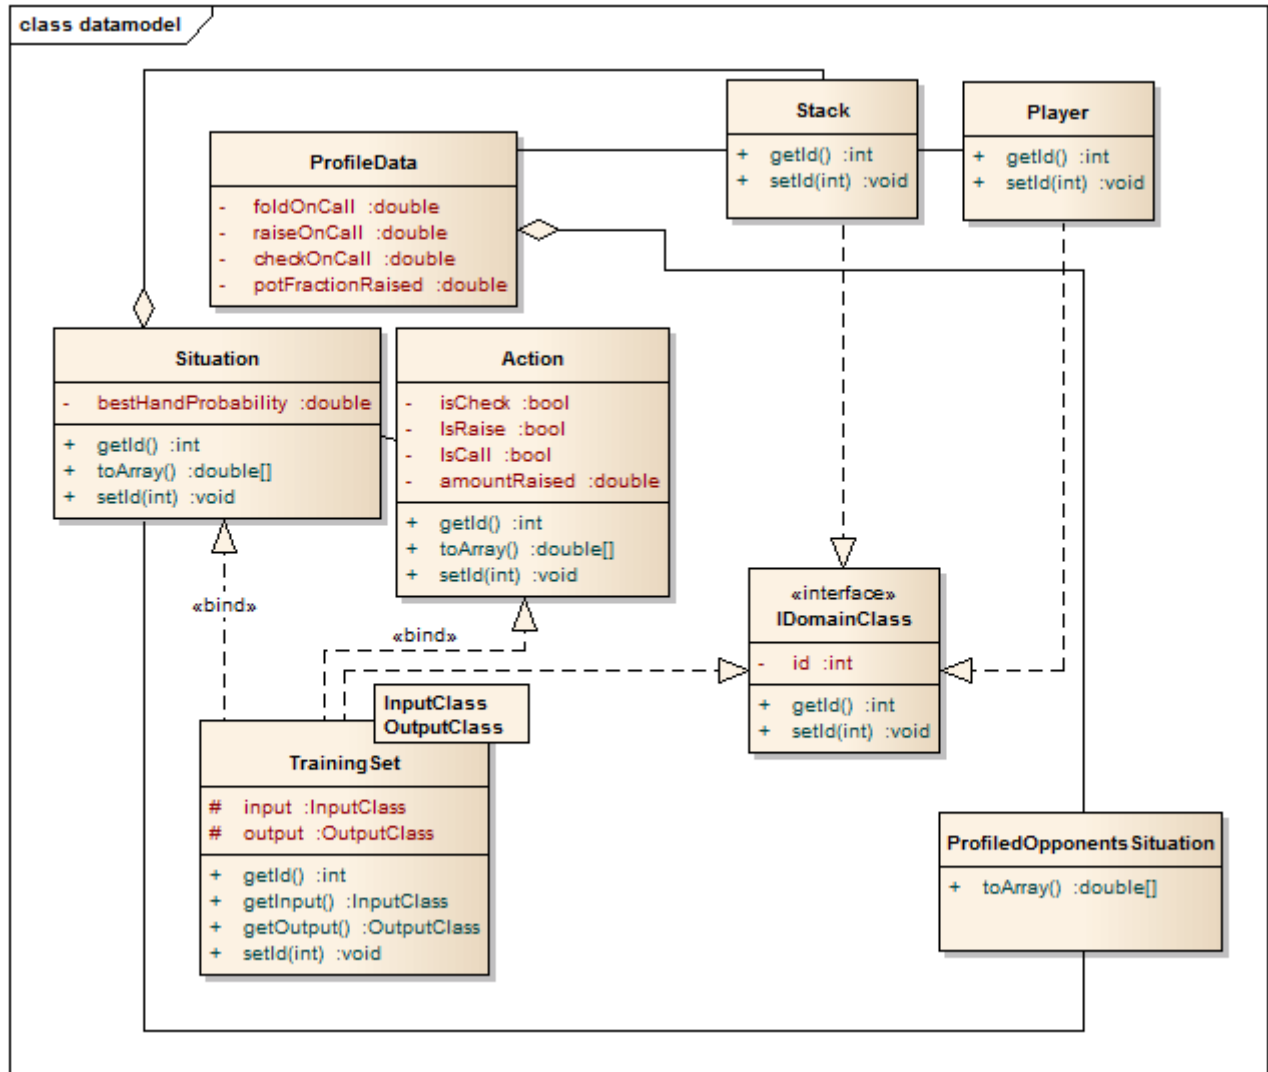 class datamodel
Stack
+ getId() :int
+ setId(int) :void
Player
+ getId() :int
+ setId(int) :void
ProfileData
- foldOnCall :double
- raiseOnCall :double
- checkOnCall :double
- potFractionRaised :double
Situation
- bestHandProbability :double
+ getId() :int
+ toArray() :double[]
+ setId(int) :void
Action
- isCheck :bool
- IsRaise :bool
- IsCall :bool
- amountRaised :double
+ getId() :int
+ toArray() :double[]
+ setId(int) :void
«bind»
«bind»
«interface»
IDomainClass
- id :int
+ getId() :int
+ setId(int) :void
InputClass
OutputClass
TrainingSet
# input :InputClass
# output :OutputClass
+ getId() :int
+ getInput() :InputClass
+ getOutput() :OutputClass
+ setId(int) :void
ProfiledOpponentsSituation
+ toArray() :double[]